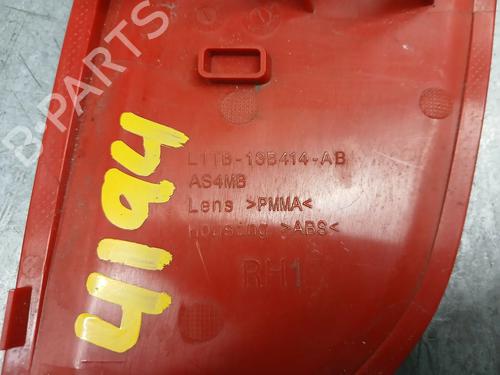 B-PARTS
4194
L1TB-13B414-AB
AS4MB
Lens >PMMA<
Housing >ABS<
RH1